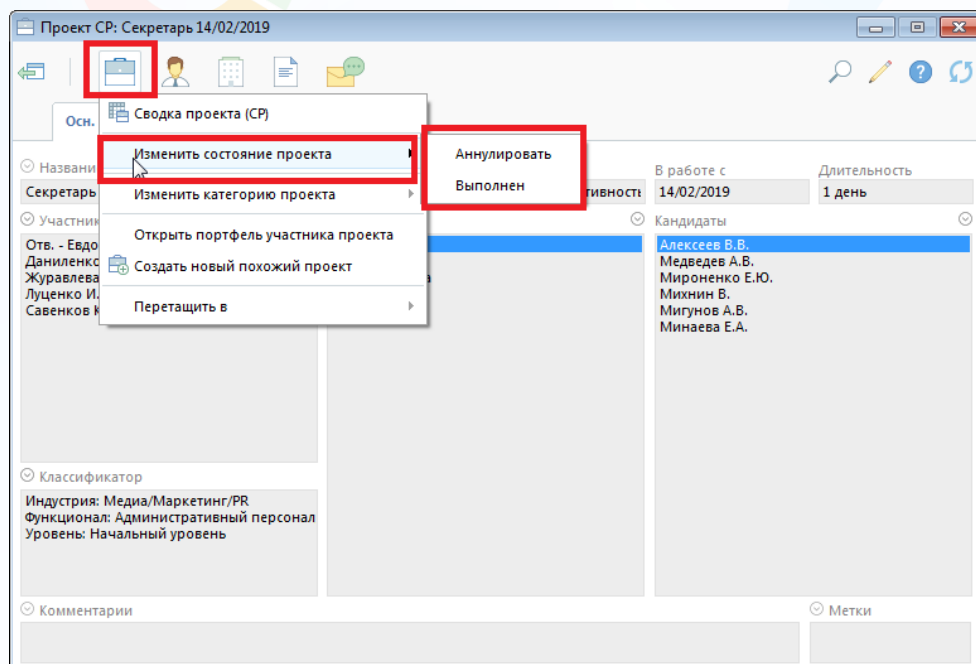 Проект СР: Секретарь 14/02/2019
Осн.
Сводка проекта (СР)
Изменить состояние проекта
Аннулировать
Выполнен
Изменить категорию проекта
Открыть портфель участника проекта
Создать новый похожий проект
Перетащить в
В работе с
Длительность
Секретарь
14/02/2019
1 день
Кандидаты
Отв. - Евдо
Алексеев В.В.
Даниленко
Медведев А.В.
Журавлева
Мироненко Е.Ю.
Луценко И.
Михнин В.
Савенков
Мигунов А.В.
Минаева Е.А.
Классификатор
Индустрия: Медиа/Маркетинг/PR
Функционал: Административный персонал
Уровень: Начальный уровень
Комментарии
Метки